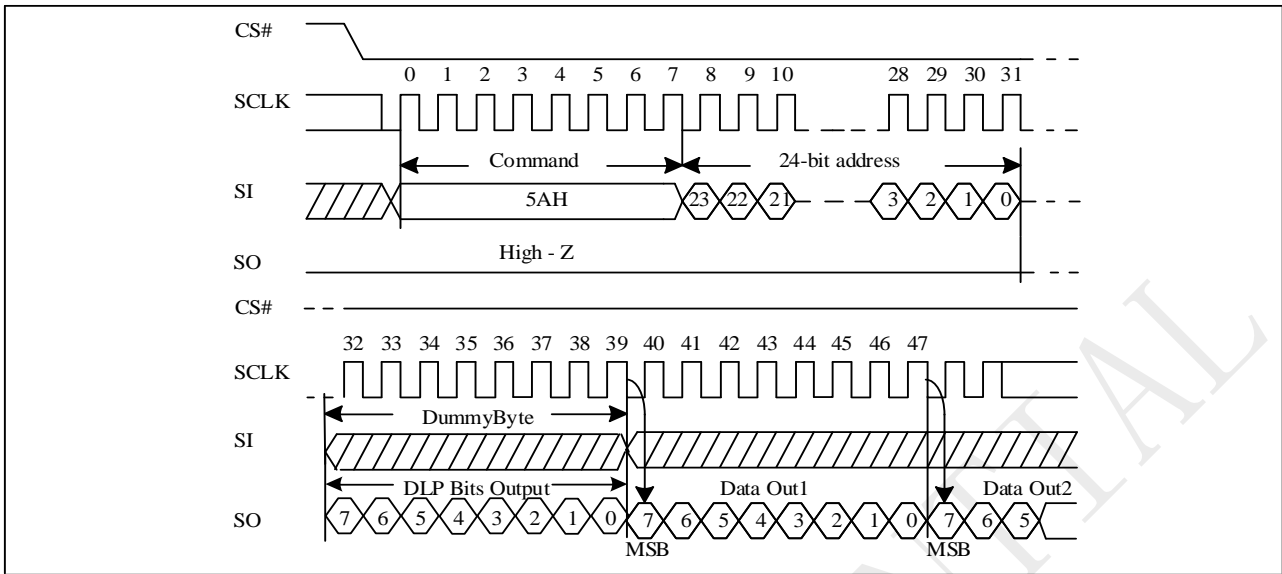 CS#
0 1 2 3 4 5 6 7 8 9 10 28 29 30 31
SCLK
Command 24-bit address
SI 5AH 23 22 21 3 2 1 0
High - Z
SO
CS#
32 33 34 35 36 37 38 39 40 41 42 43 44 45 46 47
SCLK
DummyByte
SI
DLP Bits Output Data Out1 Data Out2
SO 7 6 5 4 3 2 1 0 7 6 5 4 3 2 1 0 7 6 5
MSB MSB
NTIAL